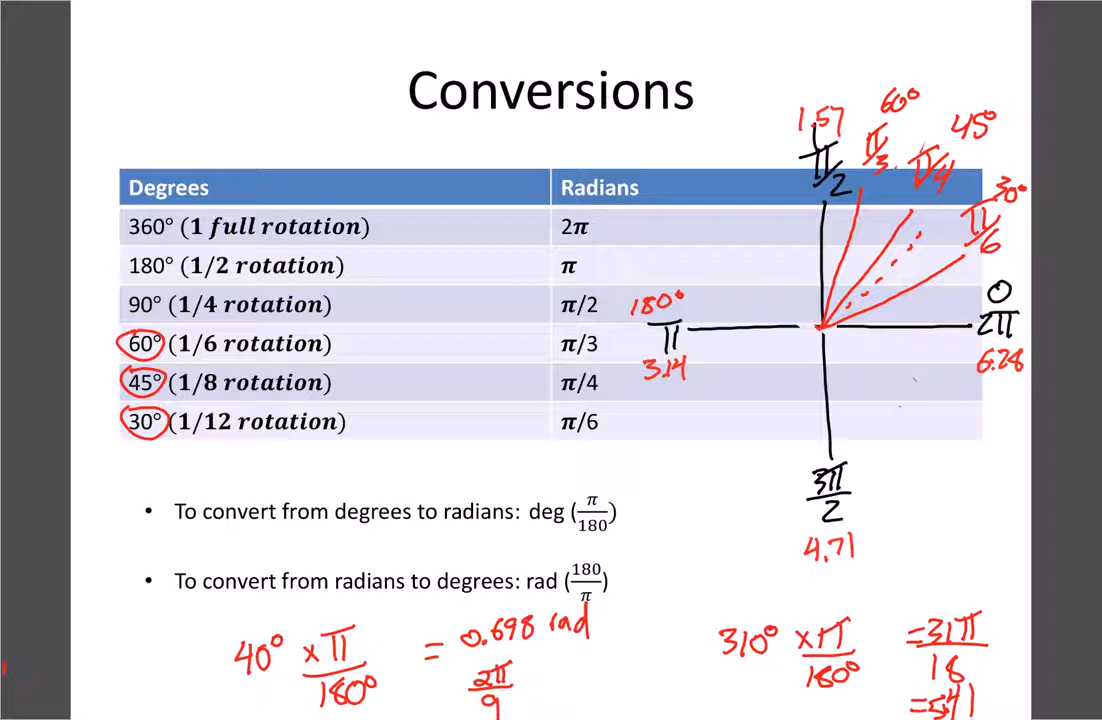 Conversions
1.57
π/2
60°
π/3
45°
π/4
30°
π/6
Degrees Radians
360° (1 full rotation) 2π
180° (1/2 rotation) π
90° (1/4 rotation) π/2
60° (1/6 rotation) π/3
45° (1/8 rotation) π/4
30° (1/12 rotation) π/6
180°
π
3.14
0
2π
6.28
3π/2
4.71
• To convert from degrees to radians: deg (π/180)
• To convert from radians to degrees: rad (180/π)
40° × π/180° = 0.698 rad
2π/9
310° × π/180° = 31π/18
= 5.41